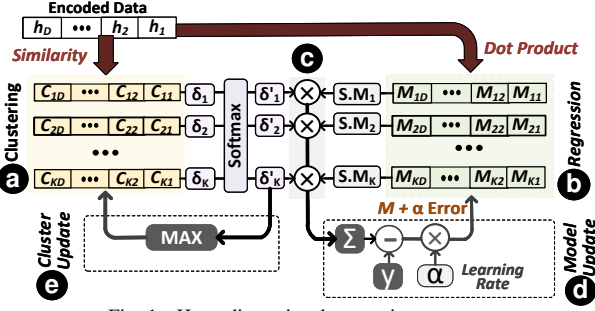 Encoded Data
h_D ••• h_2 h_1
Similarity
Dot Product
c
Clustering
C_1D ••• C_12 C_11 δ_1 δ'_1 × S.M_1 M_1D ••• M_12 M_11
C_2D ••• C_22 C_21 δ_2 δ'_2 × S.M_2 M_2D ••• M_22 M_21
Softmax
••• •••
C_KD ••• C_K2 C_K1 δ_K δ'_K × S.M_K M_KD ••• M_K2 M_K1
Regression
a
b
M + α Error
Cluster
Update
MAX
Σ − ×
y α
Learning
Rate
Model
Update
e
d